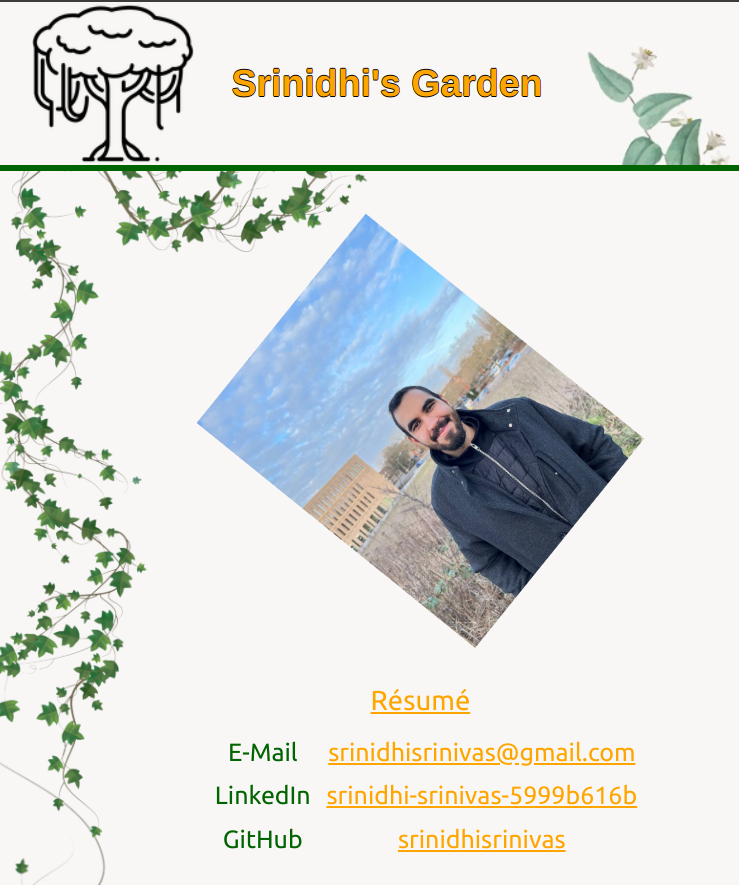 Srinidhi's Garden
Résumé
E-Mail srinidhisrinivas@gmail.com
LinkedIn srinidhi-srinivas-5999b616b
GitHub srinidhisrinivas